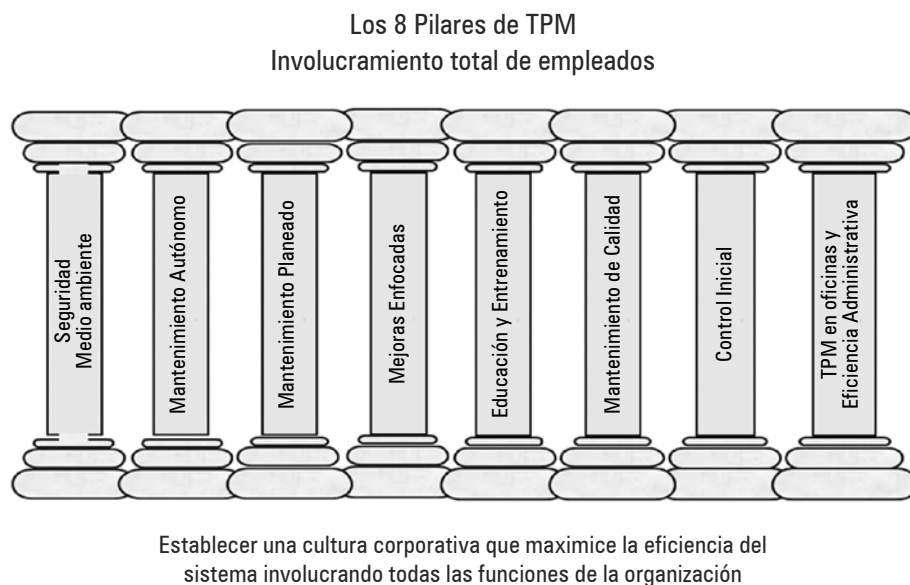 Los 8 Pilares de TPM
Involucramiento total de empleados
Seguridad
Medio ambiente
Mantenimiento Autónomo
Mantenimiento Planeado
Mejoras Enfocadas
Educación y Entrenamiento
Mantenimiento de Calidad
Control Inicial
TPM en oficinas y
Eficiencia Administrativa
Establecer una cultura corporativa que maximice la eficiencia del
sistema involucrando todas las funciones de la organización